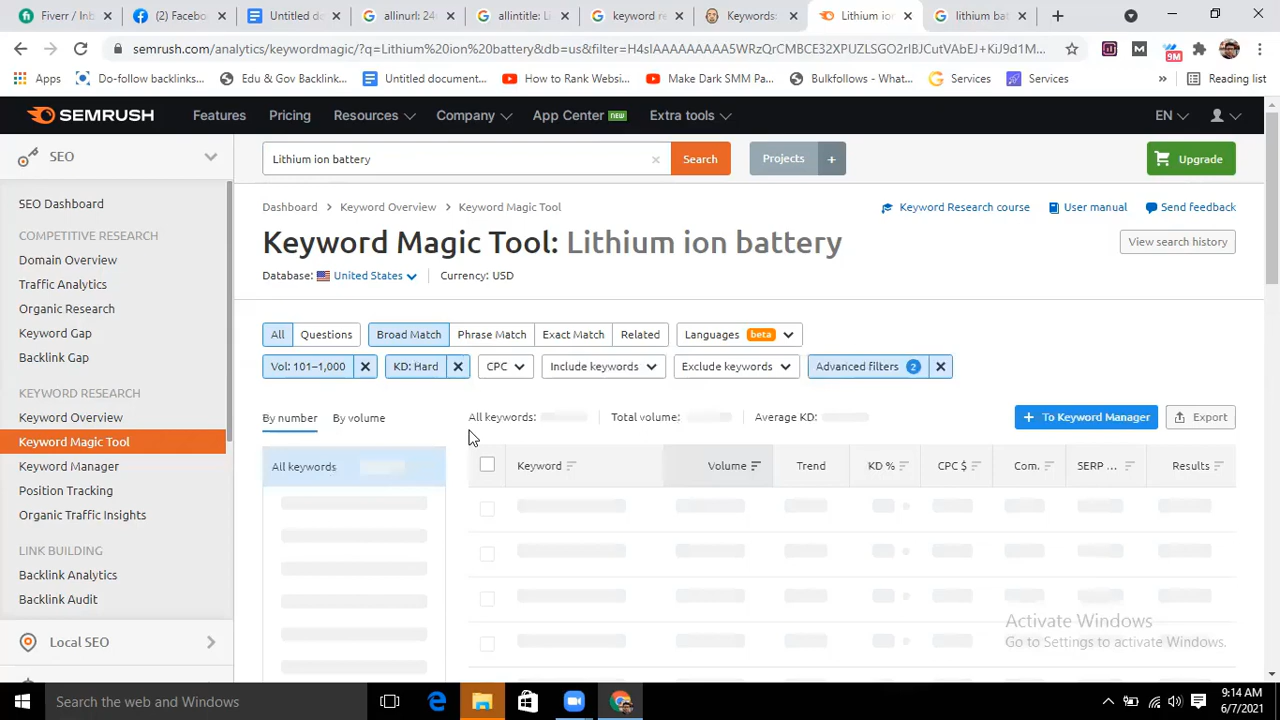 Fiverr / Inb
(2) Facebook
Untitled do
allinurl: 24
allintitle: Li
keyword re
Keywords:
Lithium ion
lithium bat
semrush.com/analytics/keywordmagic/?q=Lithium%20ion%20battery&db=us&filter=H4sIAAAAAAAA5WRzQrCMBCE32XPUZLSGO2rIBJCutVAbEJ+KiJ9d1M...
9M
Apps
Do-follow backlinks...
Edu & Gov Backlink...
Untitled document...
How to Rank Websi...
Make Dark SMM Pa...
Bulkfollows - What...
Services
Services
»
Reading list
SEMRUSH
Features
Pricing
Resources
Company
App Center NEW
Extra tools
EN
SEO
Lithium ion battery
Search
Projects
+
Upgrade
SEO Dashboard
COMPETITIVE RESEARCH
Domain Overview
Traffic Analytics
Organic Research
Keyword Gap
Backlink Gap
KEYWORD RESEARCH
Keyword Overview
Keyword Magic Tool
Keyword Manager
Position Tracking
Organic Traffic Insights
LINK BUILDING
Backlink Analytics
Backlink Audit
Local SEO
Dashboard > Keyword Overview > Keyword Magic Tool
Keyword Research course
User manual
Send feedback
Keyword Magic Tool: Lithium ion battery
View search history
Database: United States
Currency: USD
All
Questions
Broad Match
Phrase Match
Exact Match
Related
Languages beta
Vol: 101–1,000
KD: Hard
CPC
Include keywords
Exclude keywords
Advanced filters 2
By number
By volume
All keywords:
Total volume:
Average KD:
+ To Keyword Manager
Export
All keywords
Keyword
Volume
Trend
KD %
CPC $
Com.
SERP ...
Results
Activate Windows
Go to Settings to activate Windows.
Search the web and Windows
9:14 AM
6/7/2021